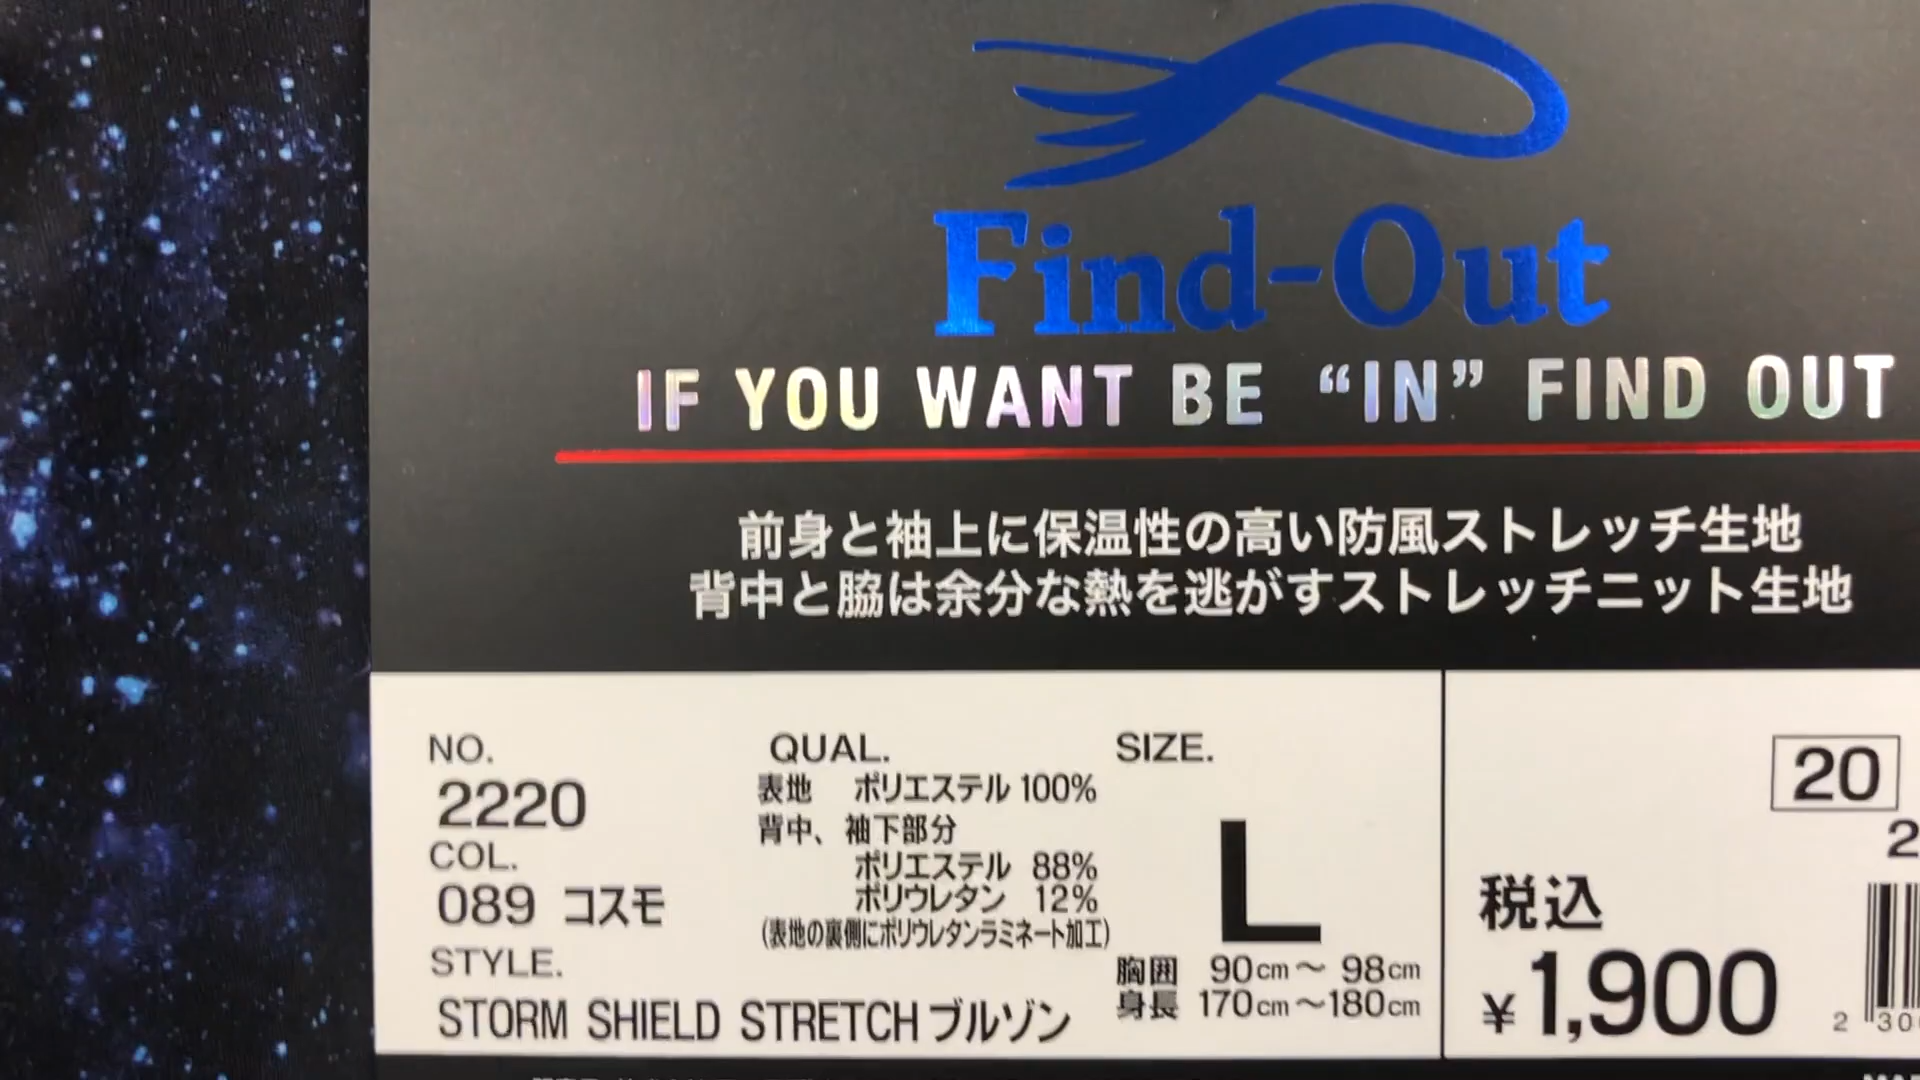 Find-Out
IF YOU WANT BE “IN” FIND OUT
前身と袖上に保温性の高い防風ストレッチ生地
背中と脇は余分な熱を逃がすストレッチニット生地
NO.
2220
COL.
089 コスモ
STYLE.
STORM SHIELD STRETCH ブルゾン
QUAL.
表地 ポリエステル 100%
背中、袖下部分
ポリエステル 88%
ポリウレタン 12%
(表地の裏側にポリウレタンラミネート加工)
SIZE.
L
胸囲 90cm～98cm
身長 170cm～180cm
20
2
税込
¥1,900
2 30